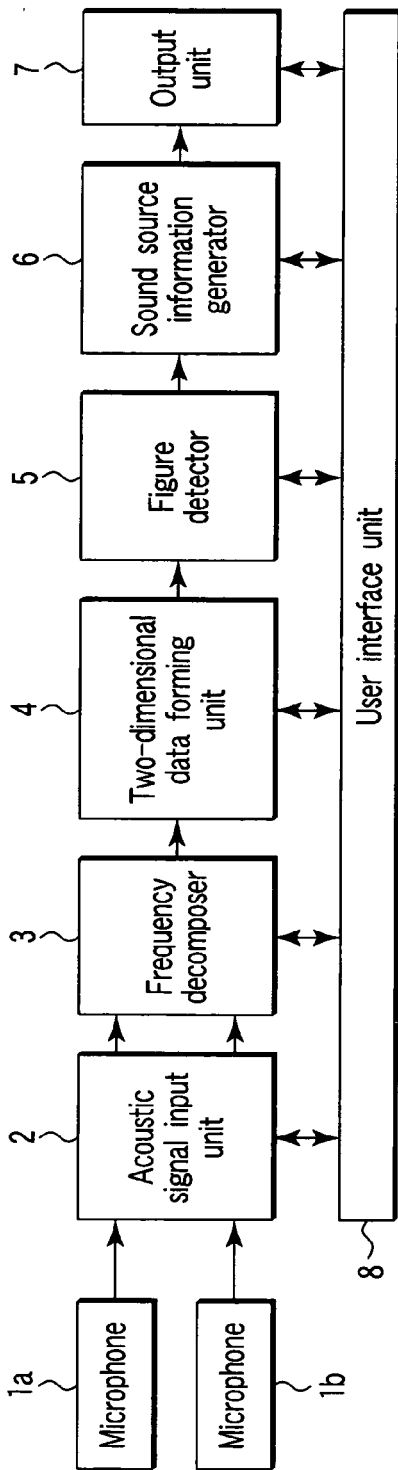 1a
Microphone
1b
Microphone
2
Acoustic
signal input
unit
3
Frequency
decomposer
4
Two-dimensional
data forming
unit
5
Figure
detector
6
Sound source
information
generator
7
Output
unit
8
User interface unit